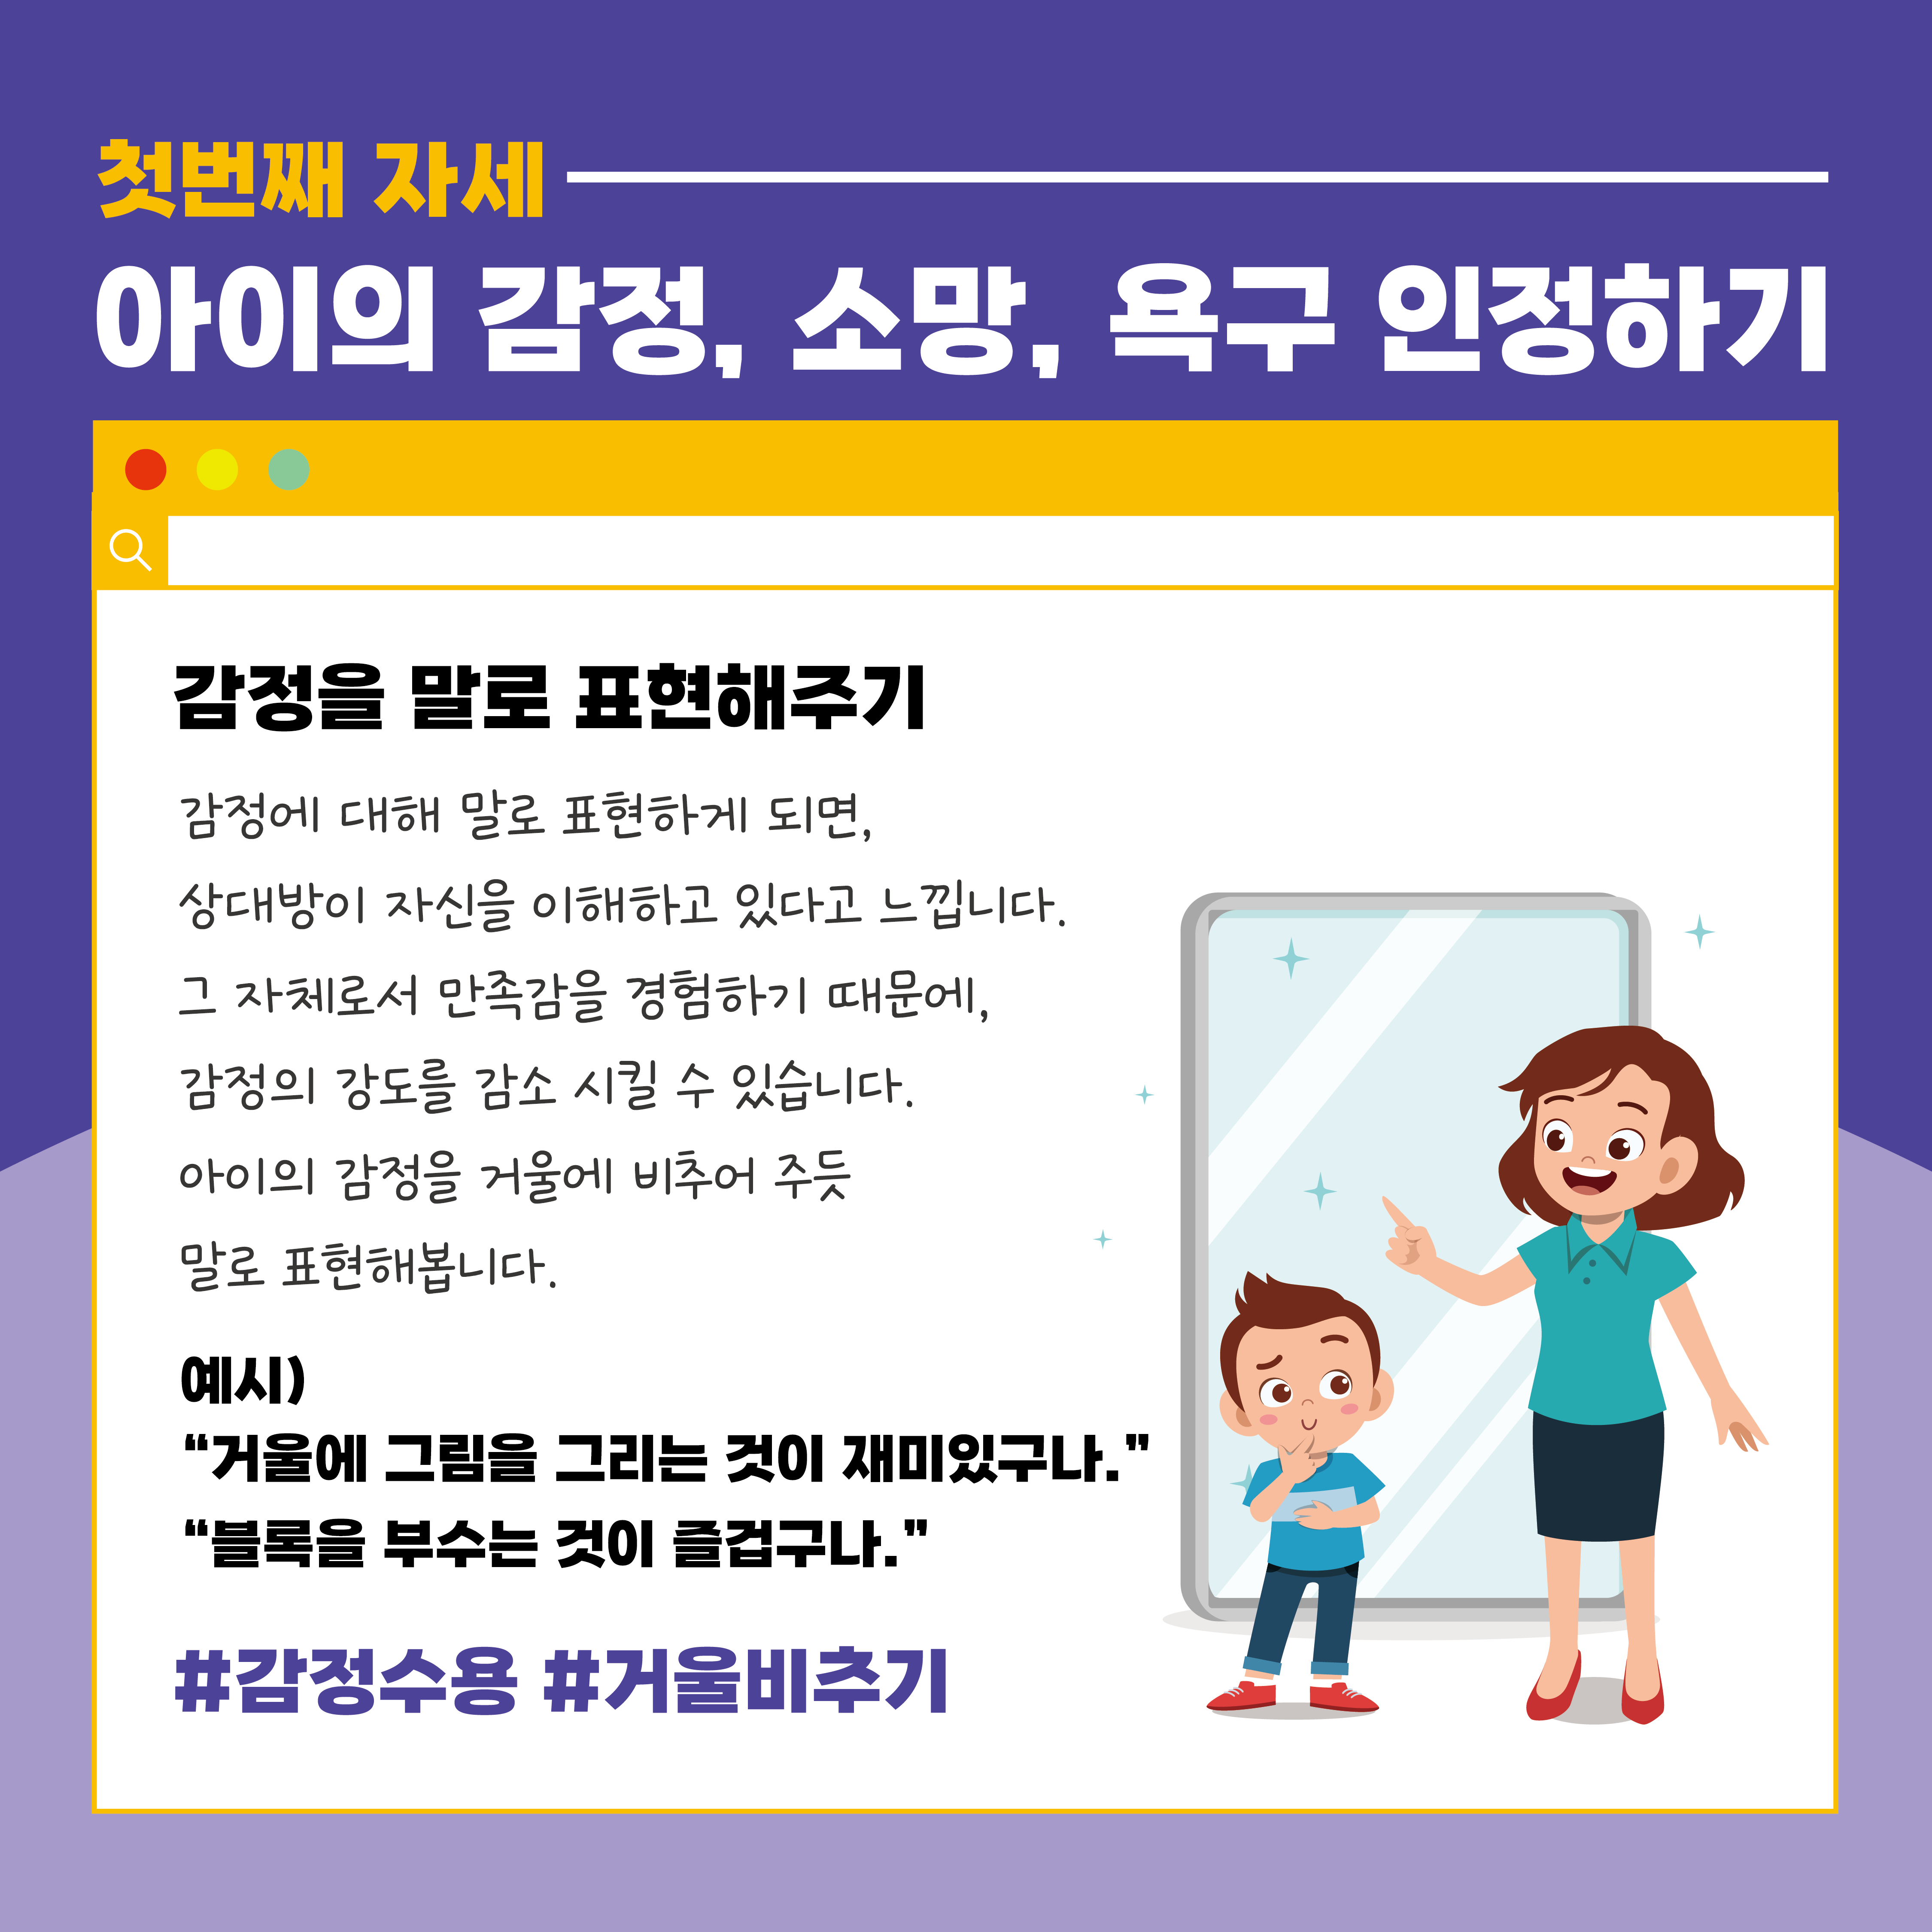 첫번째 자세
아이의 감정, 소망, 욕구 인정하기
감정을 말로 표현해주기
감정에 대해 말로 표현하게 되면,
상대방이 자신을 이해하고 있다고 느낍니다.
그 자체로서 만족감을 경험하기 때문에,
감정의 강도를 감소 시킬 수 있습니다.
아이의 감정을 거울에 비추어 주듯
말로 표현해봅니다.
예시)
“거울에 그림을 그리는 것이 재미있구나.”
“블록을 부수는 것이 즐겁구나.”
#감정수용 #거울비추기